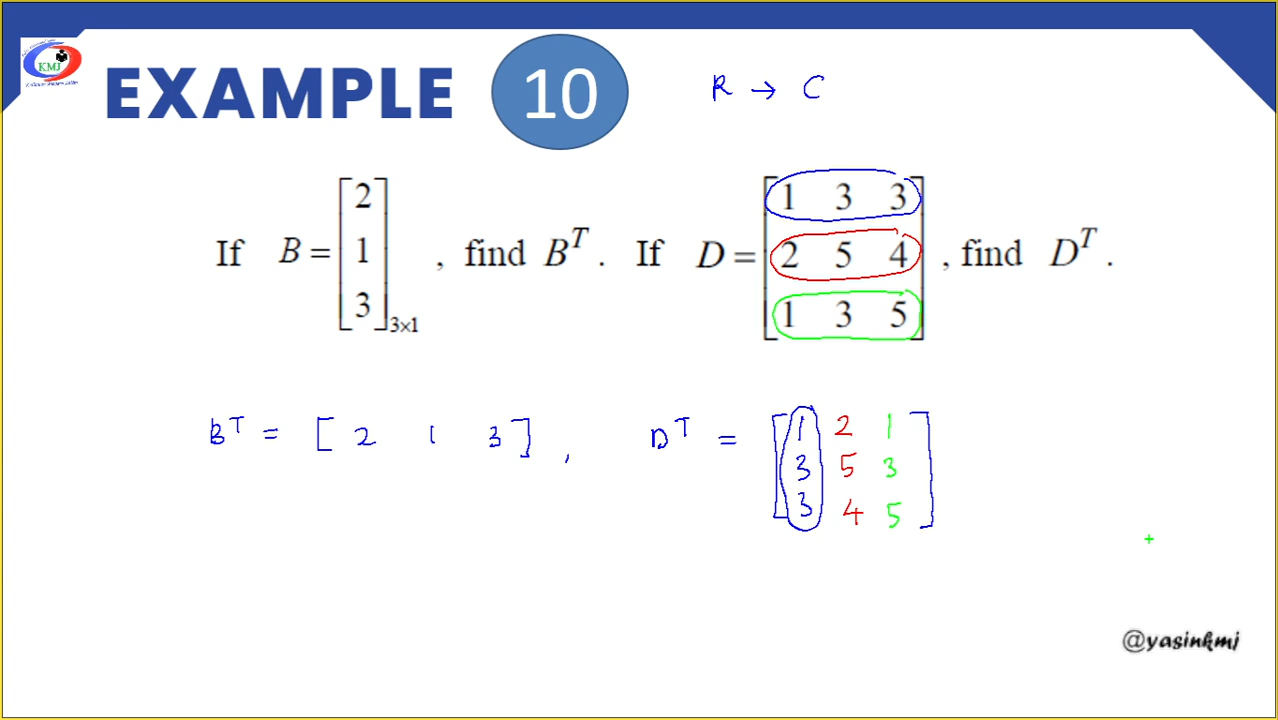 KMJ
EXAMPLE 10 R → C
If B = [2 1 3]3×1 , find B^T . If D = [1 3 3 2 5 4 1 3 5] , find D^T .
B^T = [ 2 1 3 ] , D^T = [1 2 1 3 5 3 3 4 5]
+
@yasinkmj